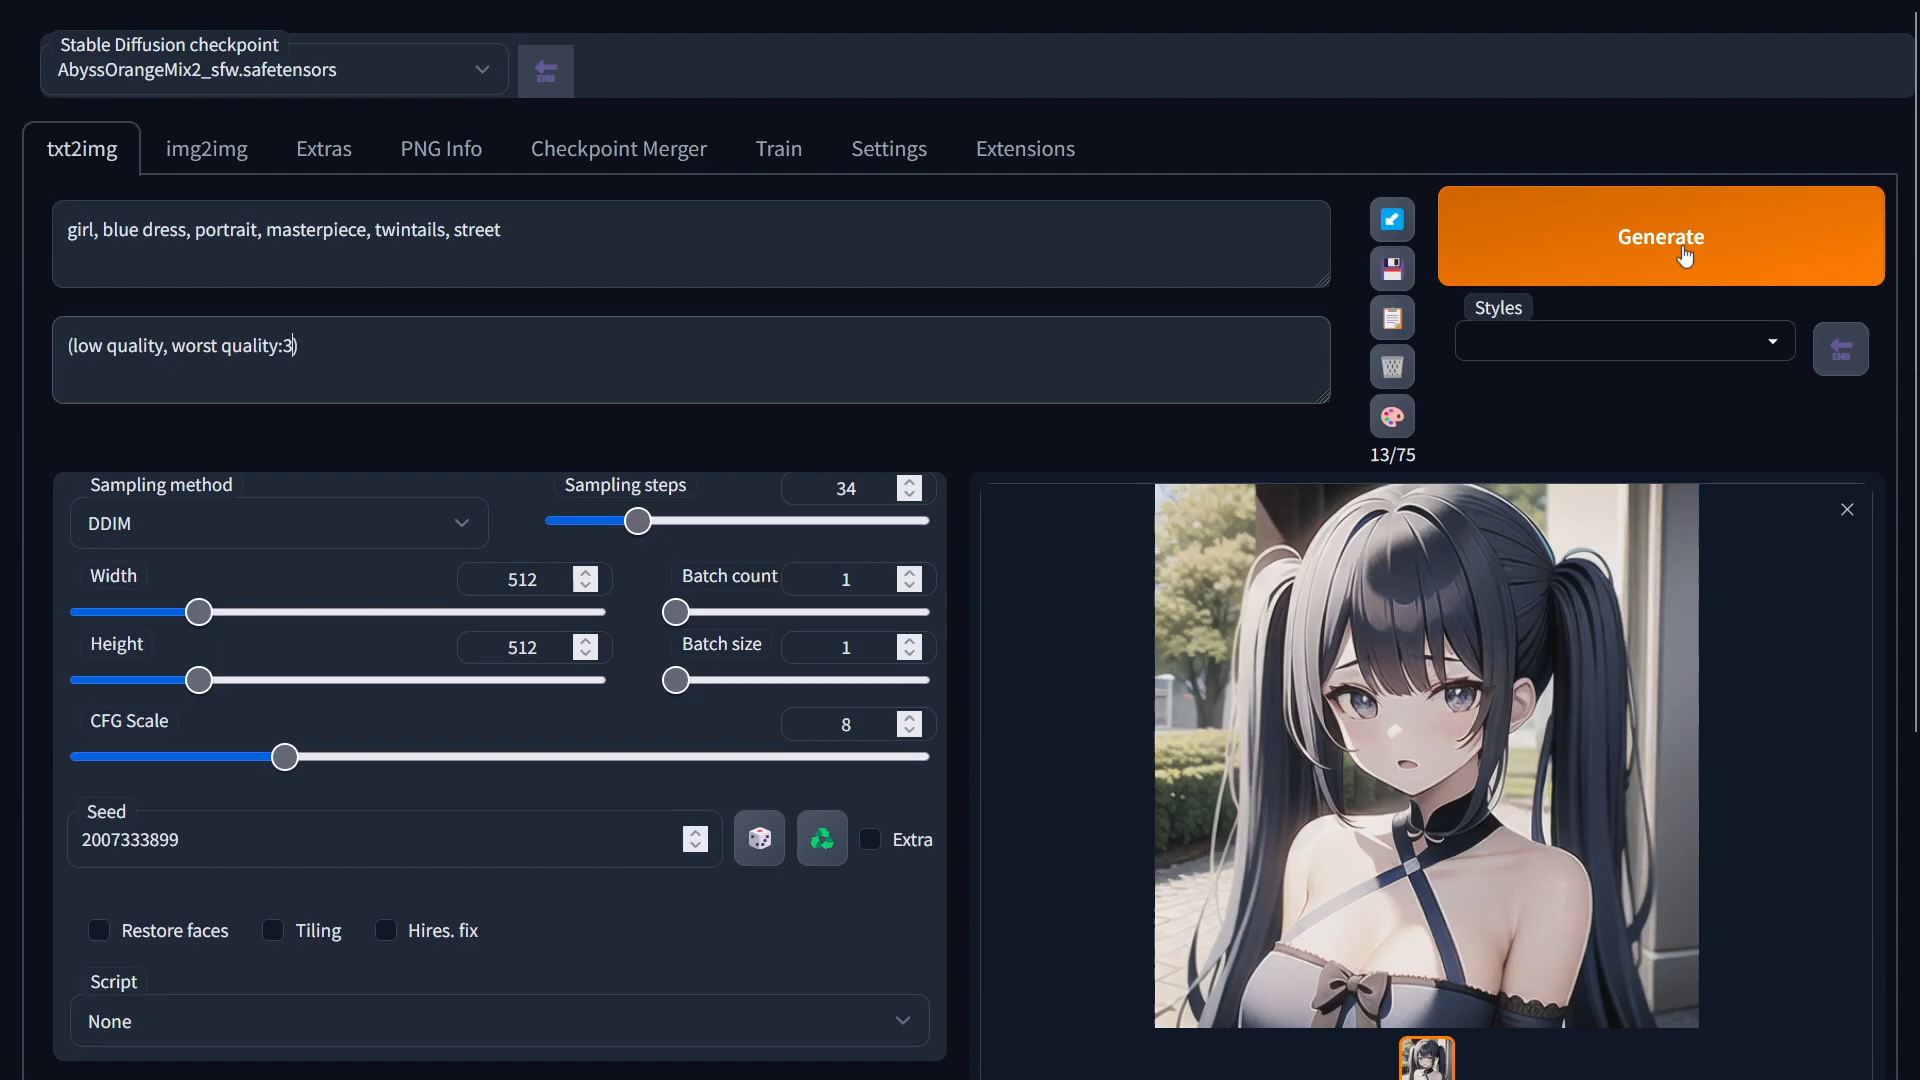 Stable Diffusion checkpoint
AbyssOrangeMix2_sfw.safetensors
txt2img
img2img
Extras
PNG Info
Checkpoint Merger
Train
Settings
Extensions
girl, blue dress, portrait, masterpiece, twintails, street
Generate
Styles
(low quality, worst quality:3)
13/75
Sampling method
DDIM
Sampling steps
34
Width
512
Batch count
1
Height
512
Batch size
1
CFG Scale
8
Seed
2007333899
Extra
Restore faces
Tiling
Hires. fix
Script
None